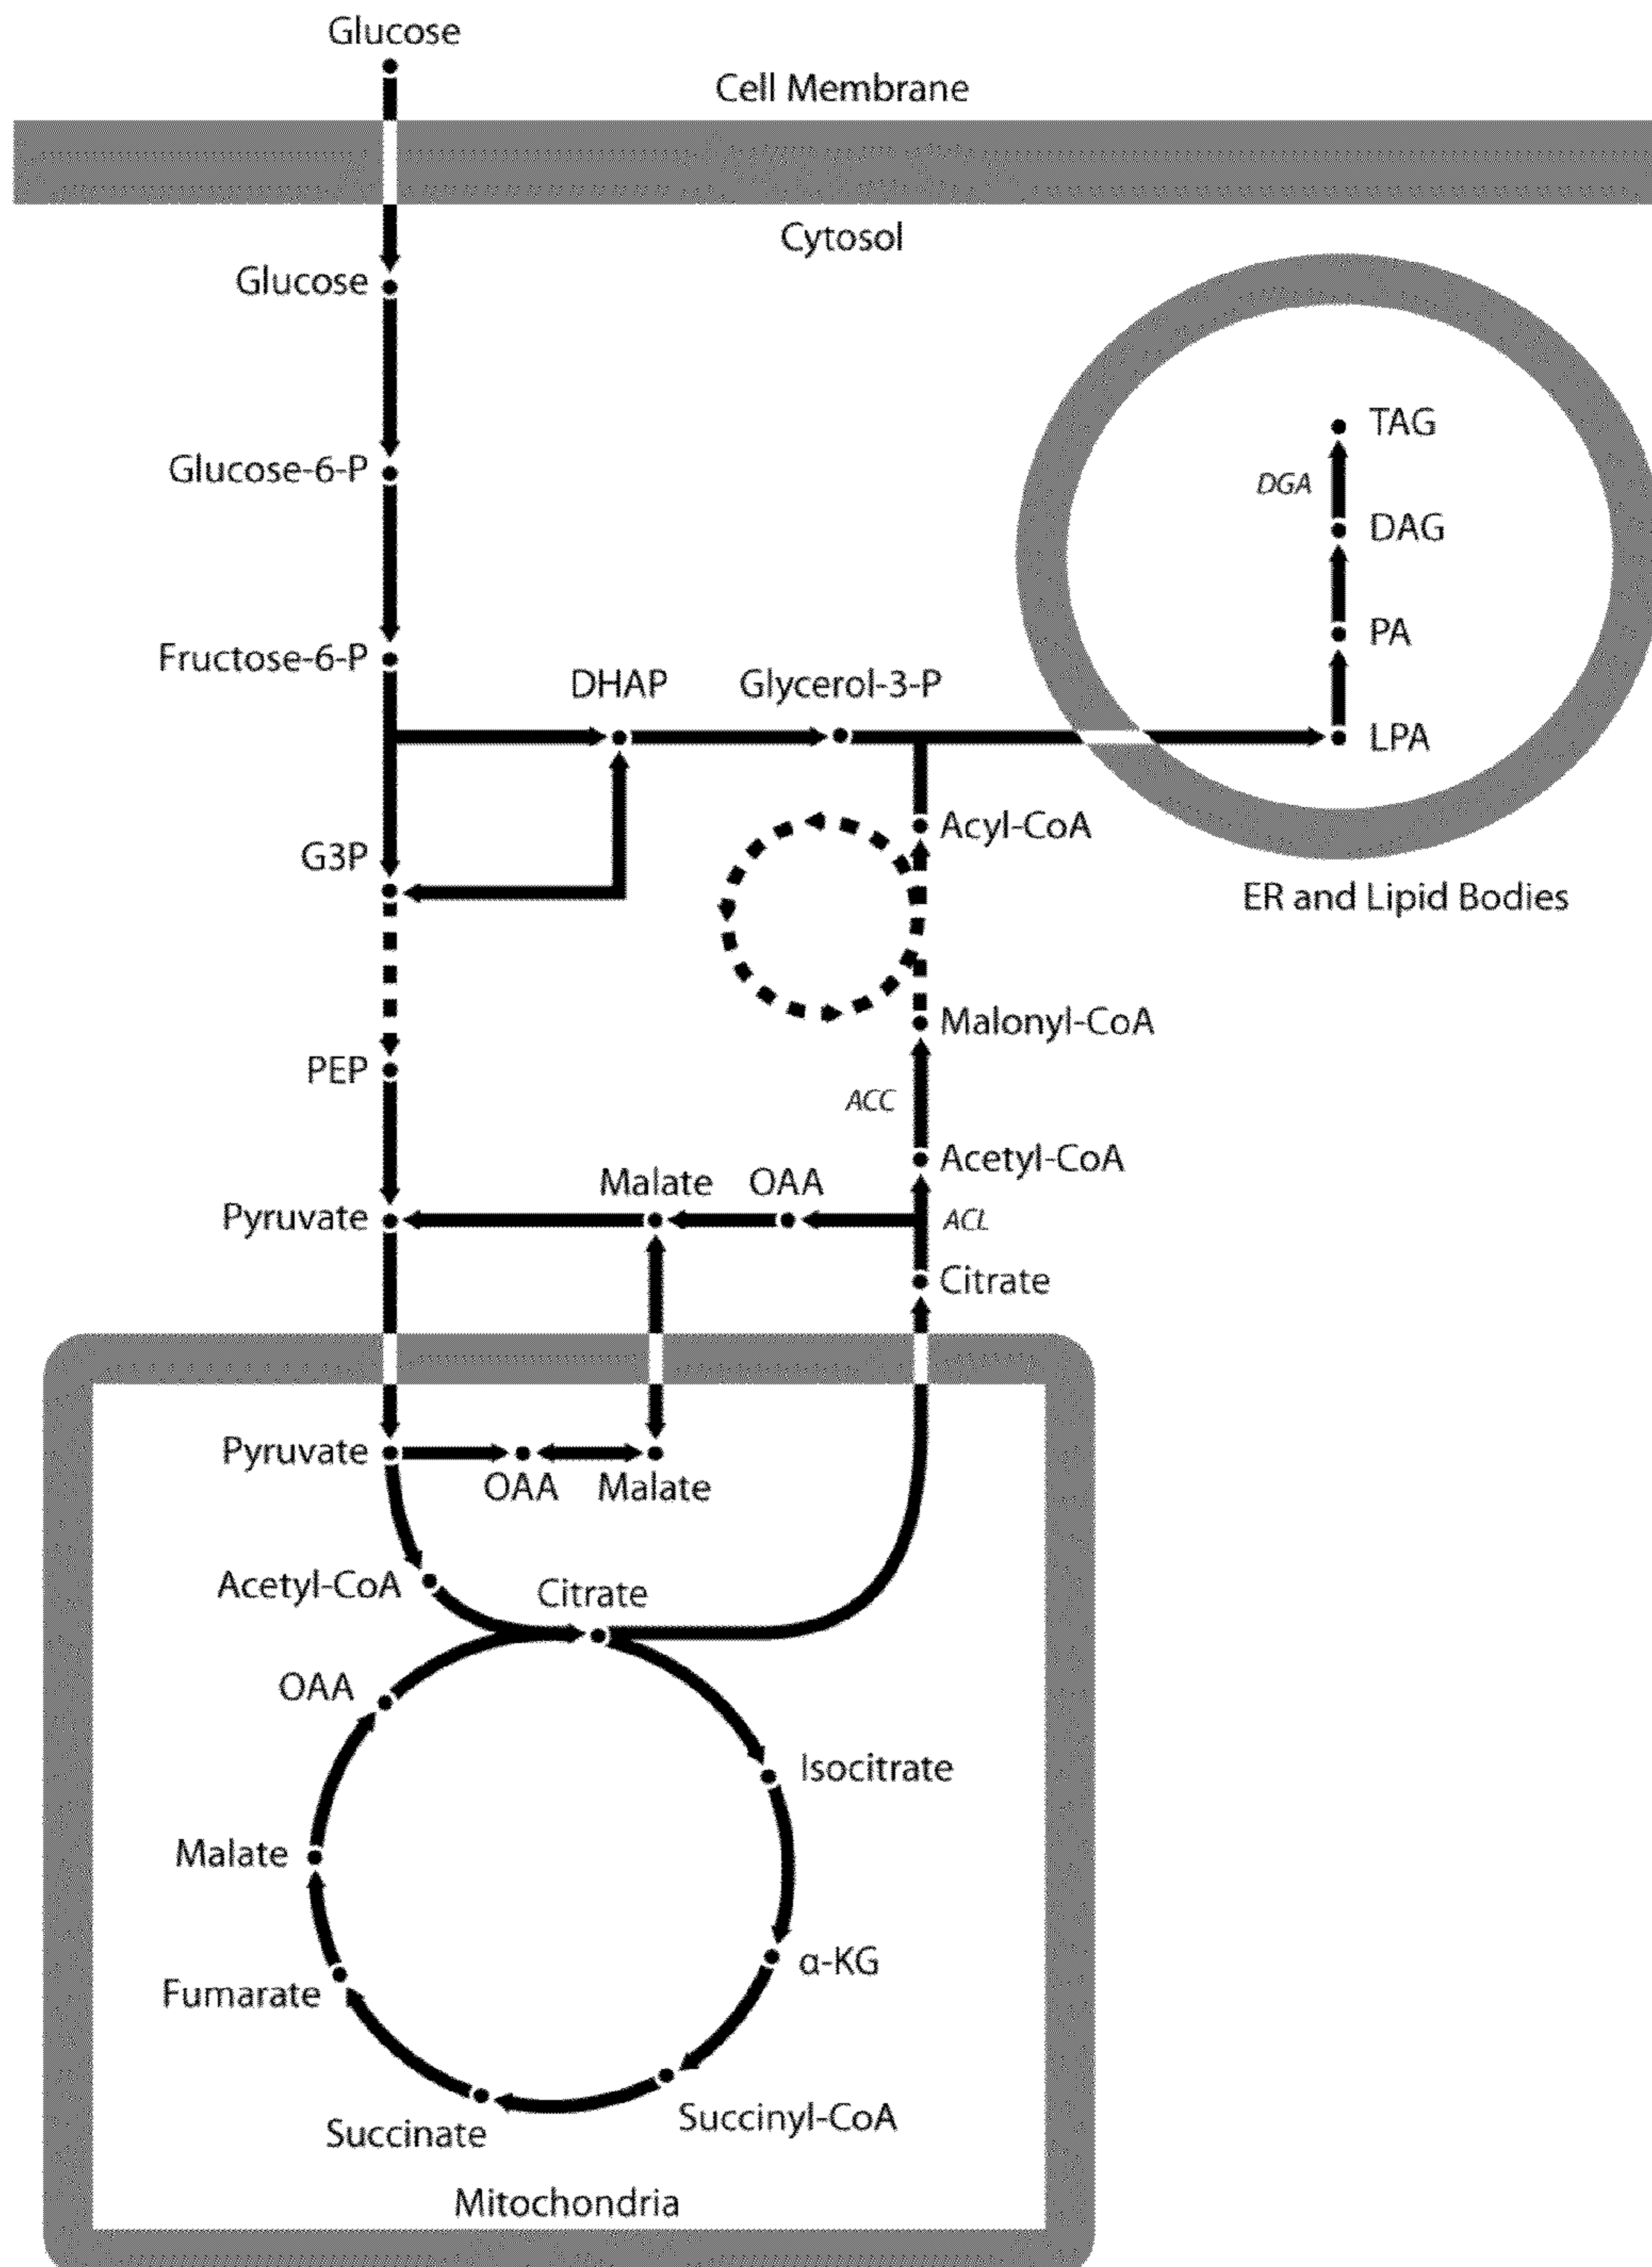 Glucose
Cell Membrane
Cytosol
Glucose
TAG
DGA
Glucose-6-P
DAG
PA
Fructose-6-P
DHAP
Glycerol-3-P
LPA
Acyl-CoA
G3P
ER and Lipid Bodies
Malonyl-CoA
PEP
ACC
Acetyl-CoA
Malate
OAA
Pyruvate
ACL
Citrate
Pyruvate
OAA
Malate
Acetyl-CoA
Citrate
OAA
Isocitrate
Malate
α-KG
Fumarate
Succinyl-CoA
Succinate
Mitochondria